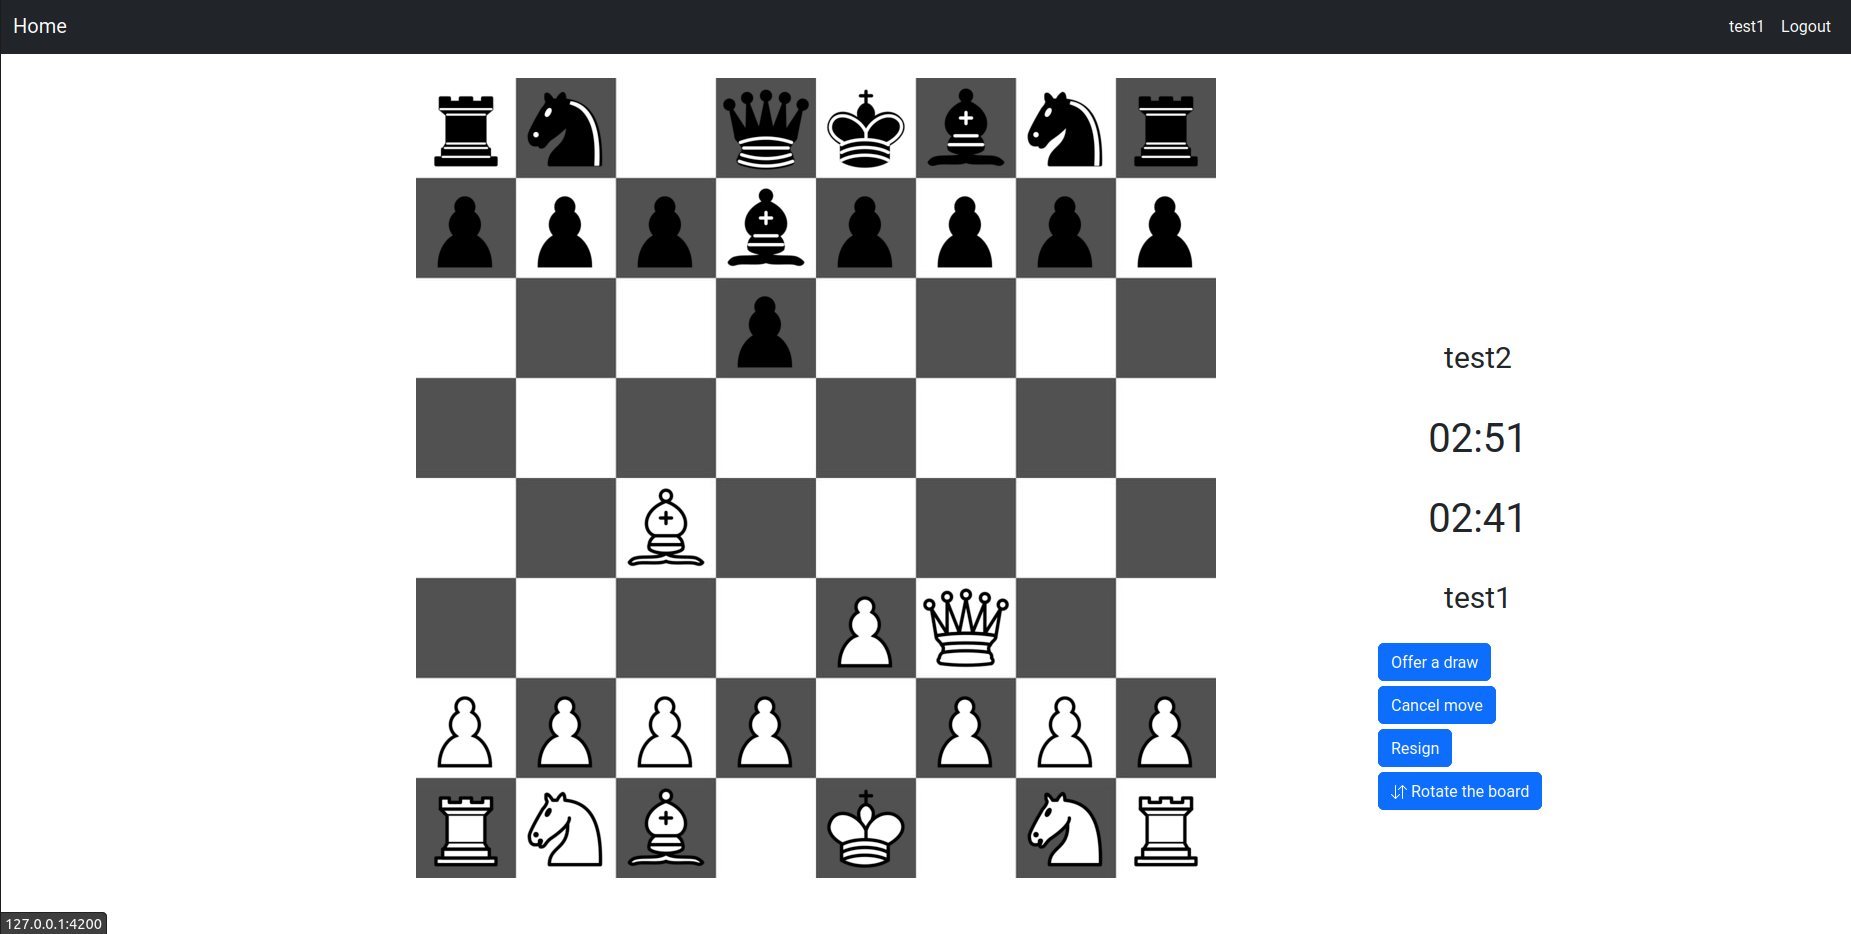 Home
test1 Logout
test2
02:51
02:41
test1
Offer a draw
Cancel move
Resign
Rotate the board
127.0.0.1:4200